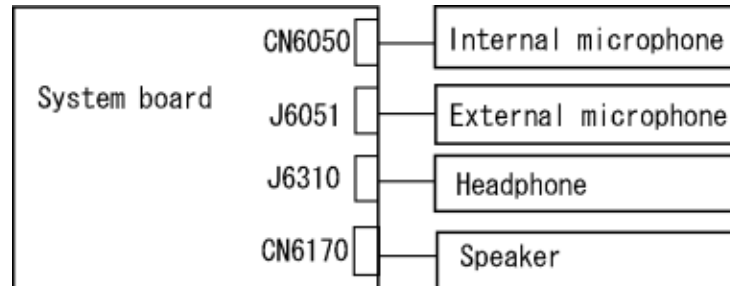 CN6050 Internal microphone
System board
J6051 External microphone
J6310 Headphone
CN6170 Speaker